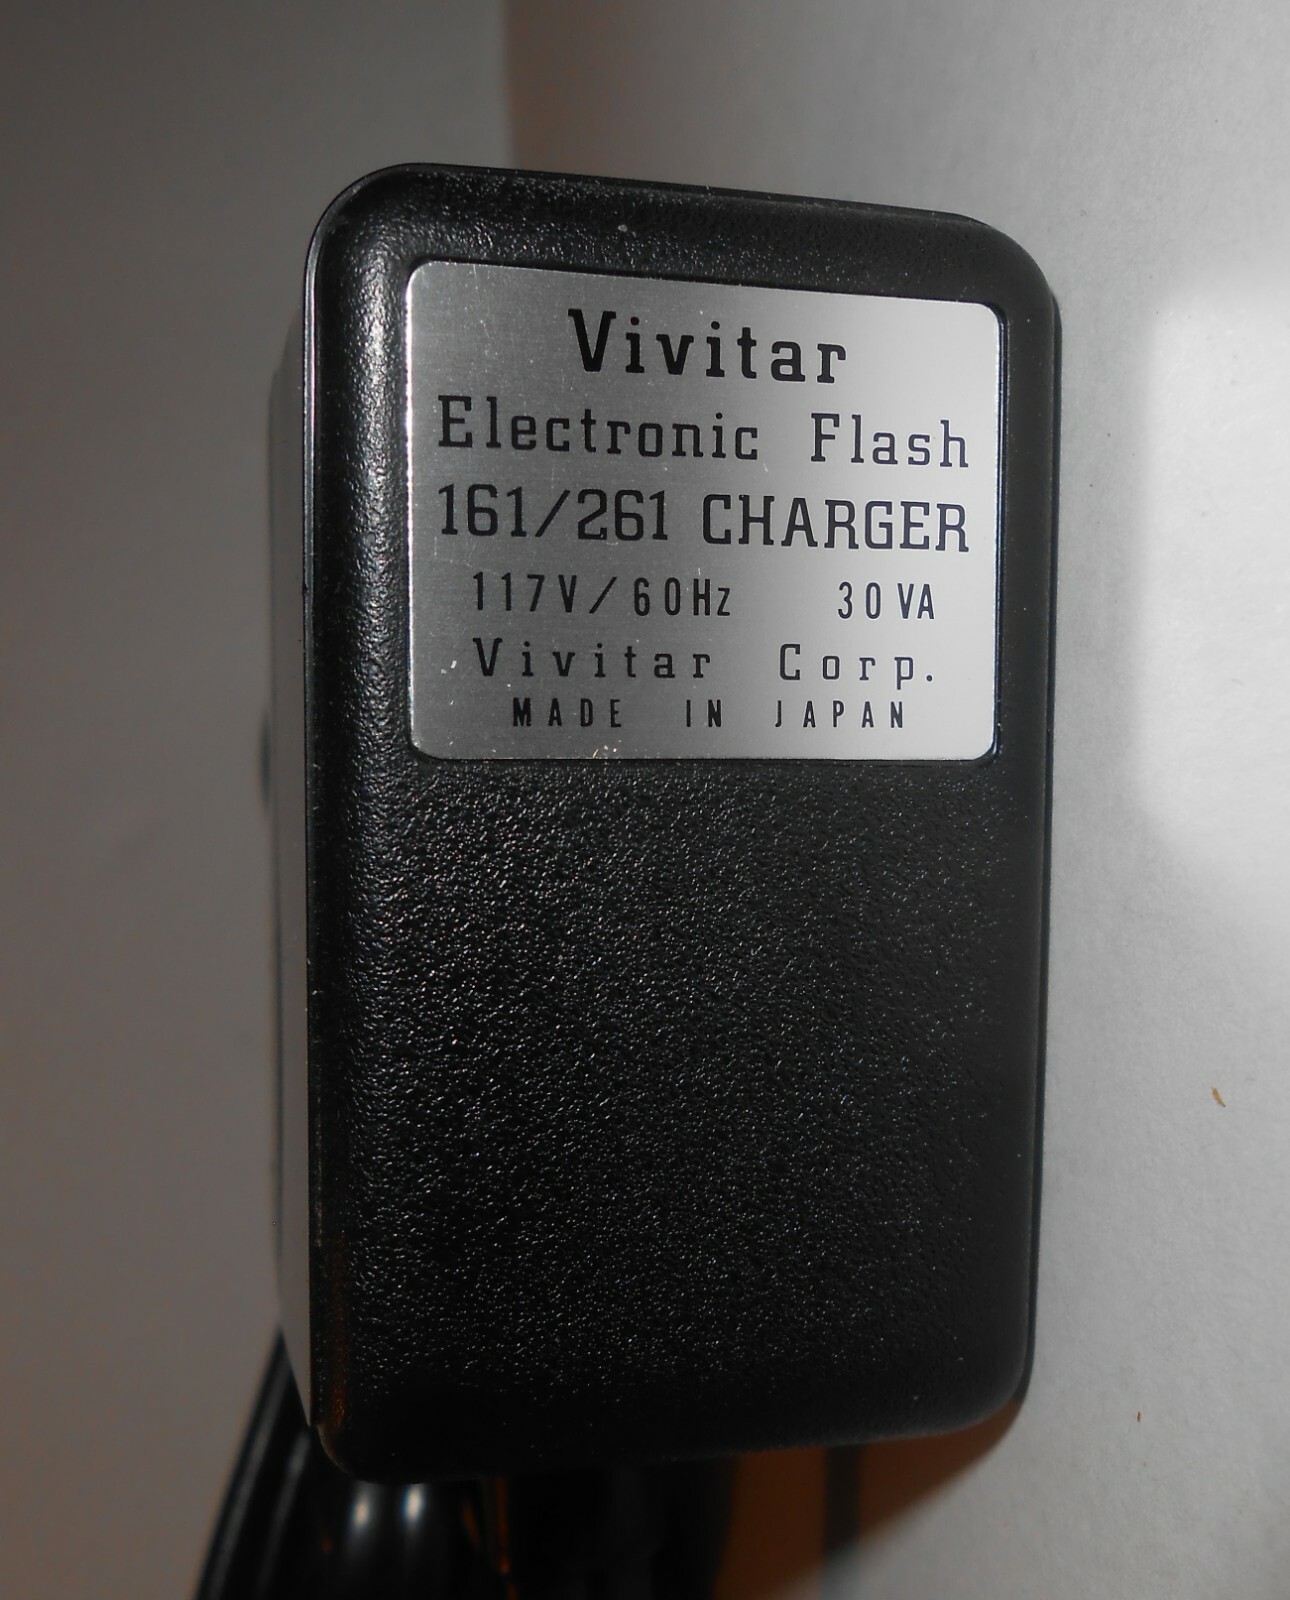 Vivitar
Electronic Flash
161/261 CHARGER
117V/60Hz 30VA
Vivitar Corp.
MADE IN JAPAN